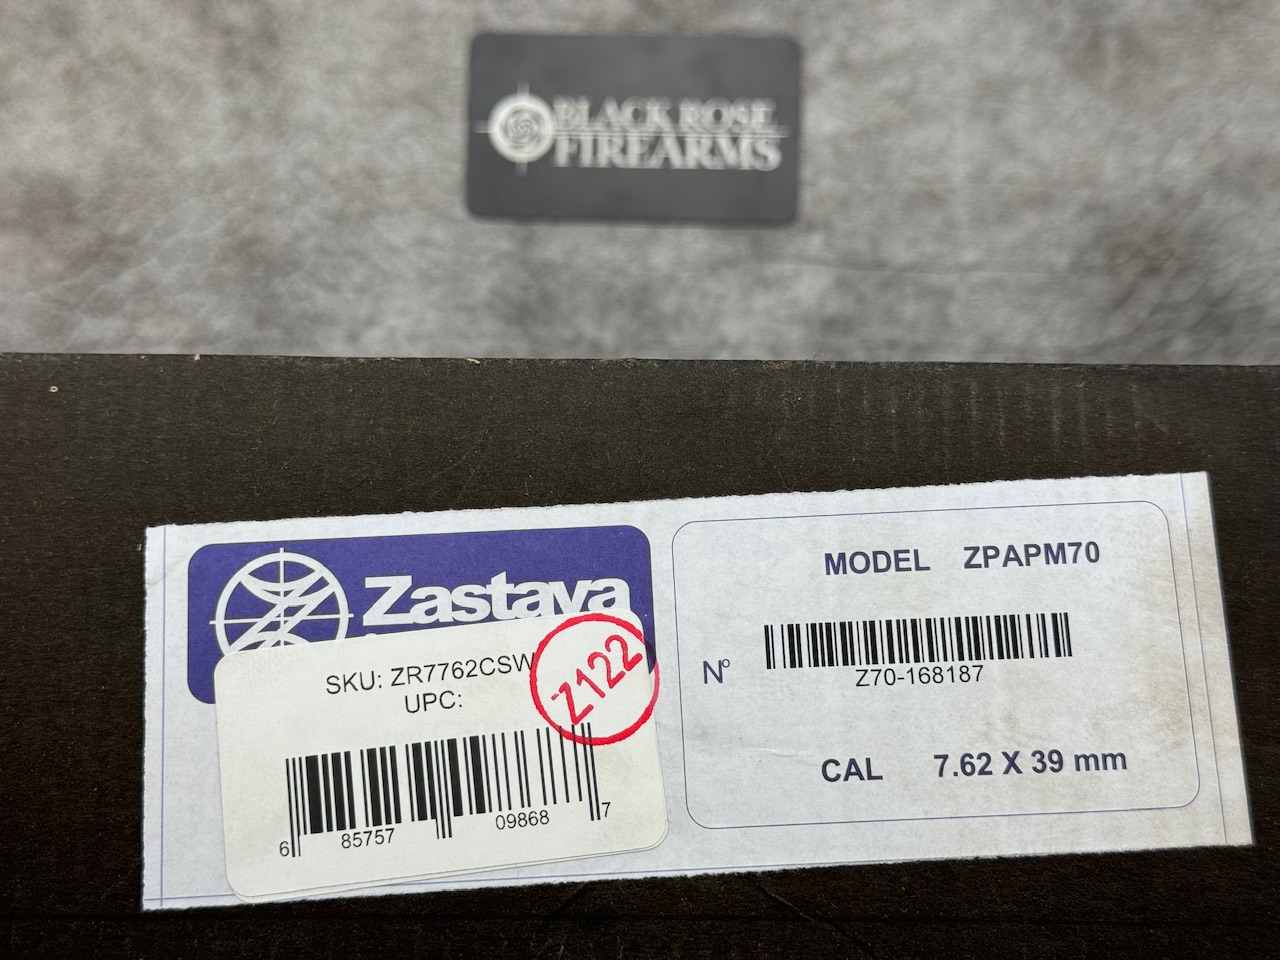 BLACK ROSE
FIREARMS
Zastava
SKU: ZR7762CSW
UPC:
Z122
6 85757 09868 7
MODEL ZPAPM70
Nº
Z70-168187
CAL 7.62 X 39 mm